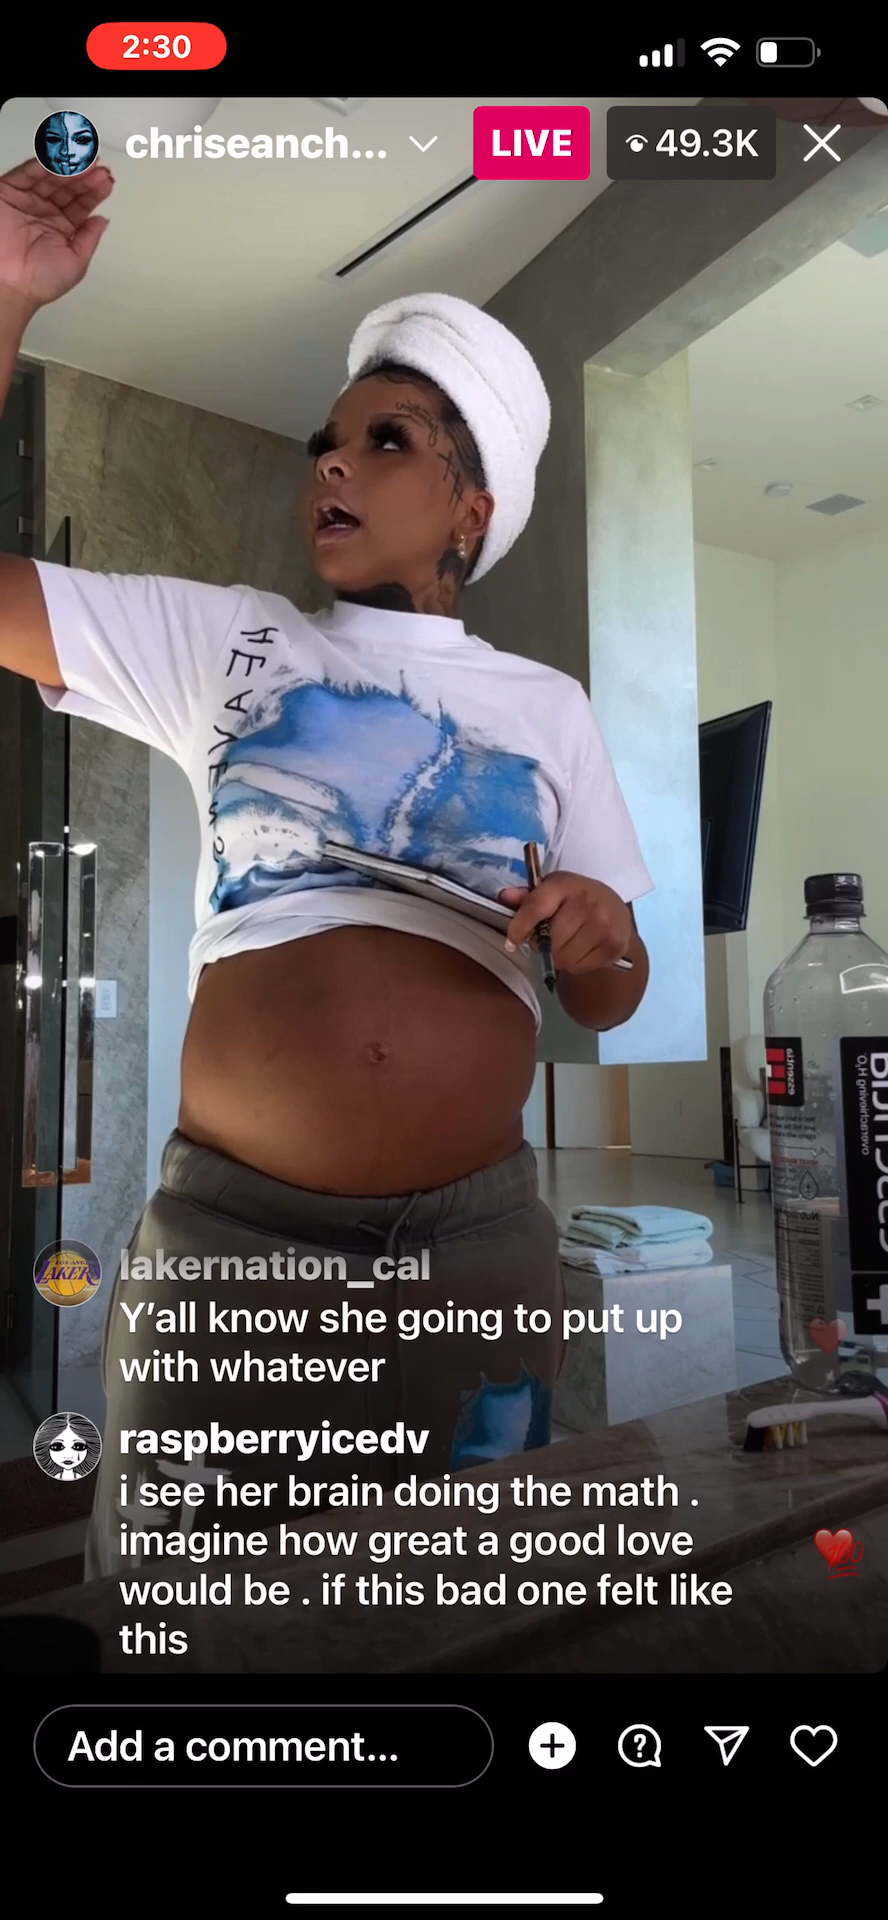 2:30
chriseanch...
LIVE
49.3K
HEAVEN
lakernation_cal
Y’all know she going to put up
with whatever
raspberryicedv
i see her brain doing the math .
imagine how great a good love
would be . if this bad one felt like
this
100
Add a comment...